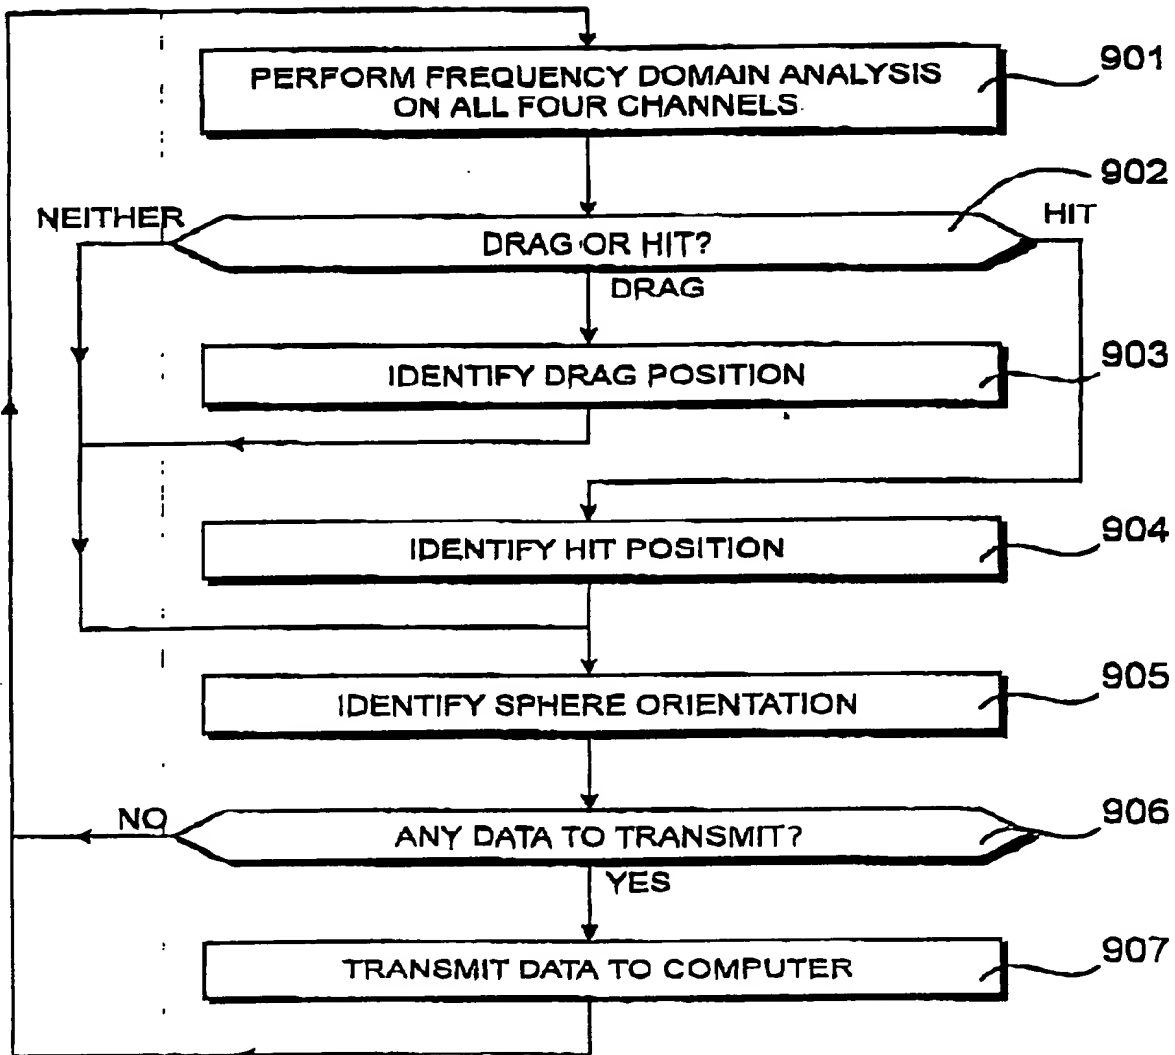 PERFORM FREQUENCY DOMAIN ANALYSIS
ON ALL FOUR CHANNELS
901
902
NEITHER
HIT
DRAG OR HIT?
DRAG
IDENTIFY DRAG POSITION
903
IDENTIFY HIT POSITION
904
IDENTIFY SPHERE ORIENTATION
905
NO
ANY DATA TO TRANSMIT?
906
YES
TRANSMIT DATA TO COMPUTER
907